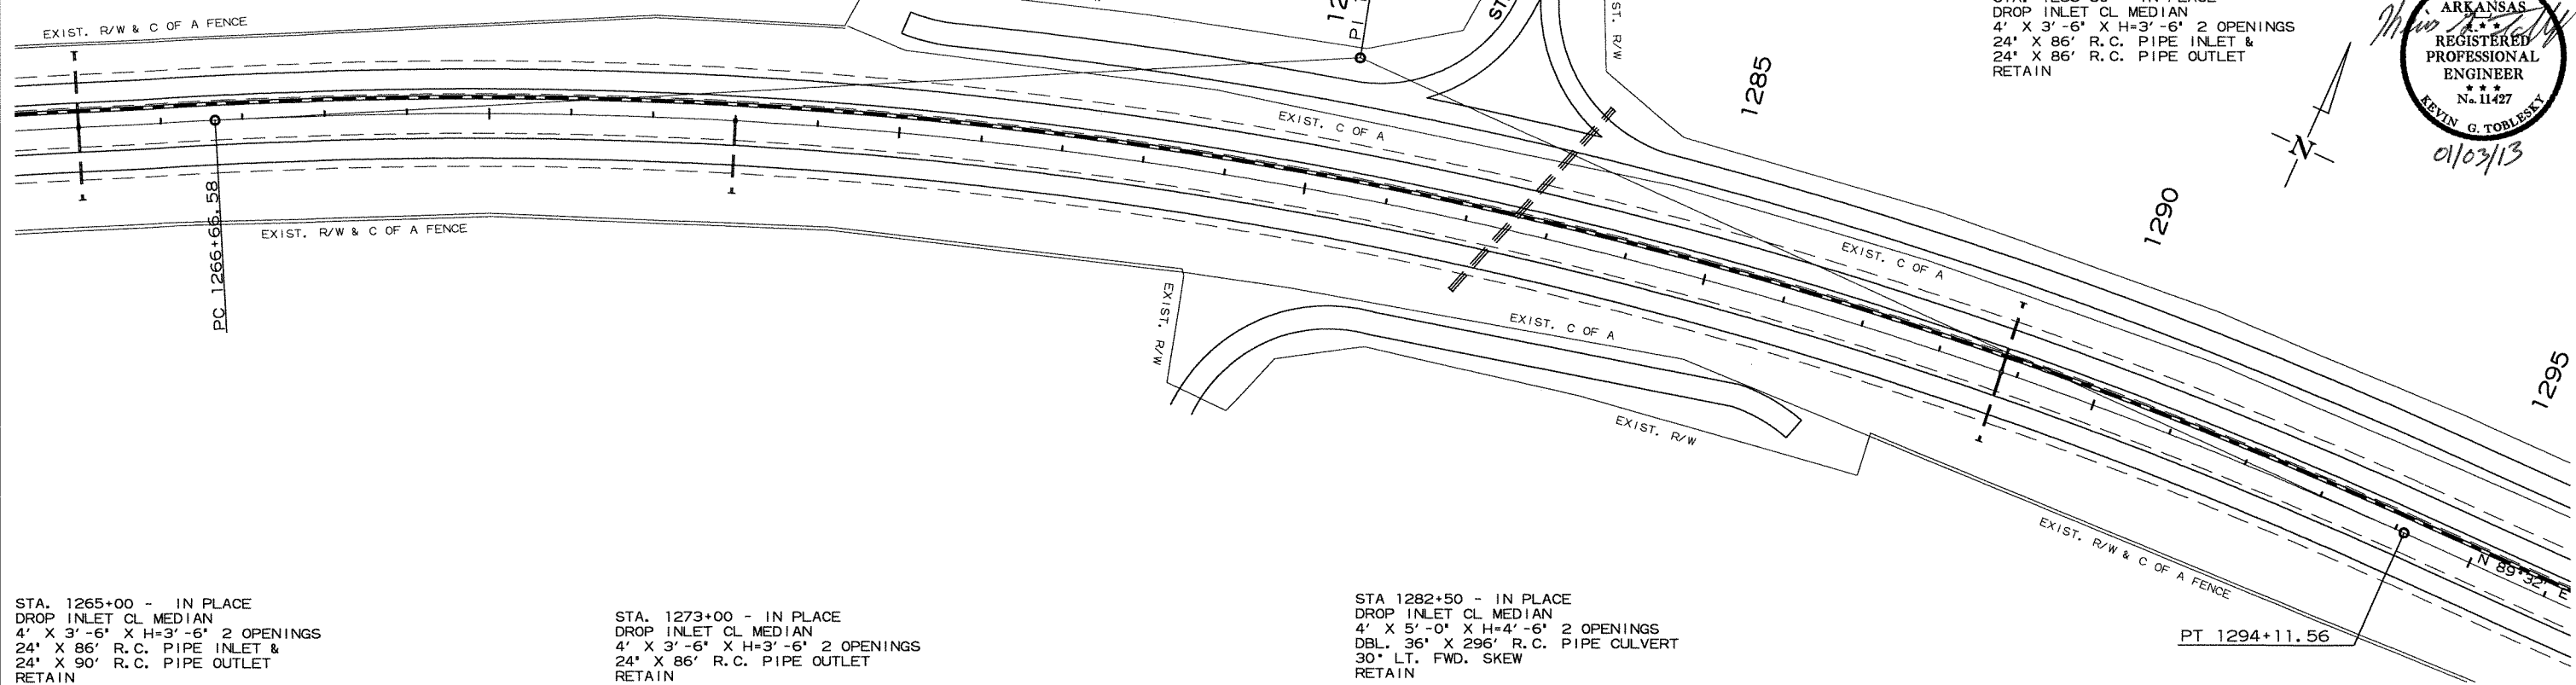 EXIST. R/W & C OF A FENCE
PC 1266+66.58
EXIST. R/W & C OF A FENCE
PI
EXIST. C OF A
1285
DROP INLET CL MEDIAN
4' X 3'-6" X H=3'-6" 2 OPENINGS
24" X 86' R.C. PIPE INLET &
24" X 86' R.C. PIPE OUTLET
RETAIN
ARKANSAS
REGISTERED
PROFESSIONAL
ENGINEER
No. 11427
KEVIN G. TOBLESKY
01/03/13
N
1290
EXIST. C OF A
1295
EXIST. R/W
EXIST. C OF A
EXIST. R/W
EXIST. R/W & C OF A FENCE
N 89°32' E
PT 1294+11.56
STA. 1265+00 - IN PLACE
DROP INLET CL MEDIAN
4' X 3'-6" X H=3'-6" 2 OPENINGS
24" X 86' R.C. PIPE INLET &
24" X 90' R.C. PIPE OUTLET
RETAIN
STA. 1273+00 - IN PLACE
DROP INLET CL MEDIAN
4' X 3'-6" X H=3'-6" 2 OPENINGS
24" X 86' R.C. PIPE OUTLET
RETAIN
STA 1282+50 - IN PLACE
DROP INLET CL MEDIAN
4' X 5'-0" X H=4'-6" 2 OPENINGS
DBL. 36" X 296' R.C. PIPE CULVERT
30° LT. FWD. SKEW
RETAIN